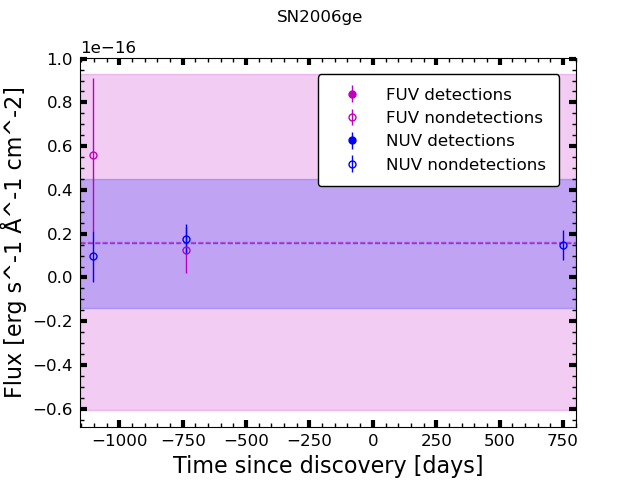 SN2006ge
1e−16
1.0
0.8
0.6
0.4
0.2
0.0
−0.2
−0.4
−0.6
Flux [erg s^-1 Å^-1 cm^-2]
FUV detections
FUV nondetections
NUV detections
NUV nondetections
−1000 −750 −500 −250 0 250 500 750
Time since discovery [days]